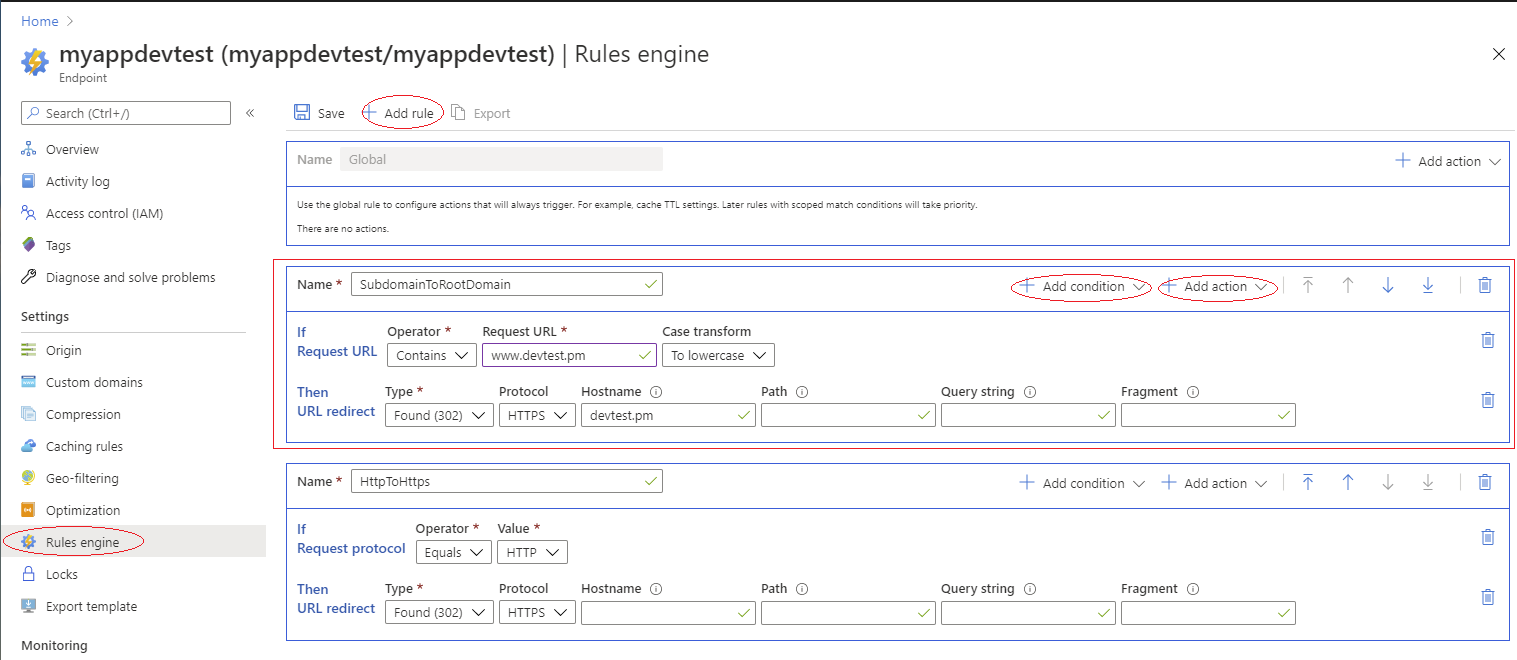 Home
myappdevtest (myappdevtest/myappdevtest) | Rules engine
Endpoint
Search (Ctrl+/)
«
Overview
Activity log
Access control (IAM)
Tags
Diagnose and solve problems
Settings
Origin
Custom domains
Compression
Caching rules
Geo-filtering
Optimization
Rules engine
Locks
Export template
Monitoring
Save Add rule Export
Name Global Add action
Use the global rule to configure actions that will always trigger. For example, cache TTL settings. Later rules with scoped match conditions will take priority.
There are no actions.
Name * SubdomainToRootDomain Add condition Add action
If Operator * Request URL * Case transform
Request URL Contains www.devtest.pm To lowercase
Then Type * Protocol Hostname Path Query string Fragment
URL redirect Found (302) HTTPS devtest.pm
Name * HttpToHttps Add condition Add action
If Operator * Value *
Request protocol Equals HTTP
Then Type * Protocol Hostname Path Query string Fragment
URL redirect Found (302) HTTPS